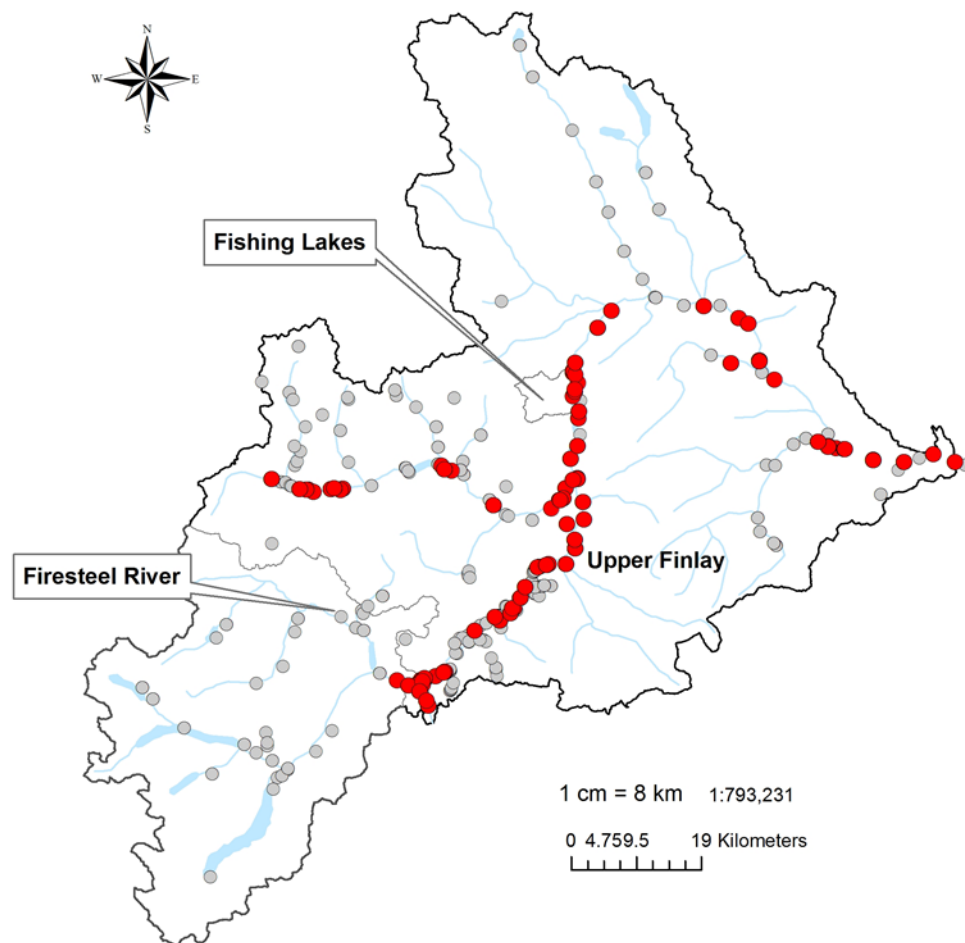 N
W E
S
Fishing Lakes
Firesteel River
Upper Finlay
1 cm = 8 km 1:793,231
0 4.759.5 19 Kilometers